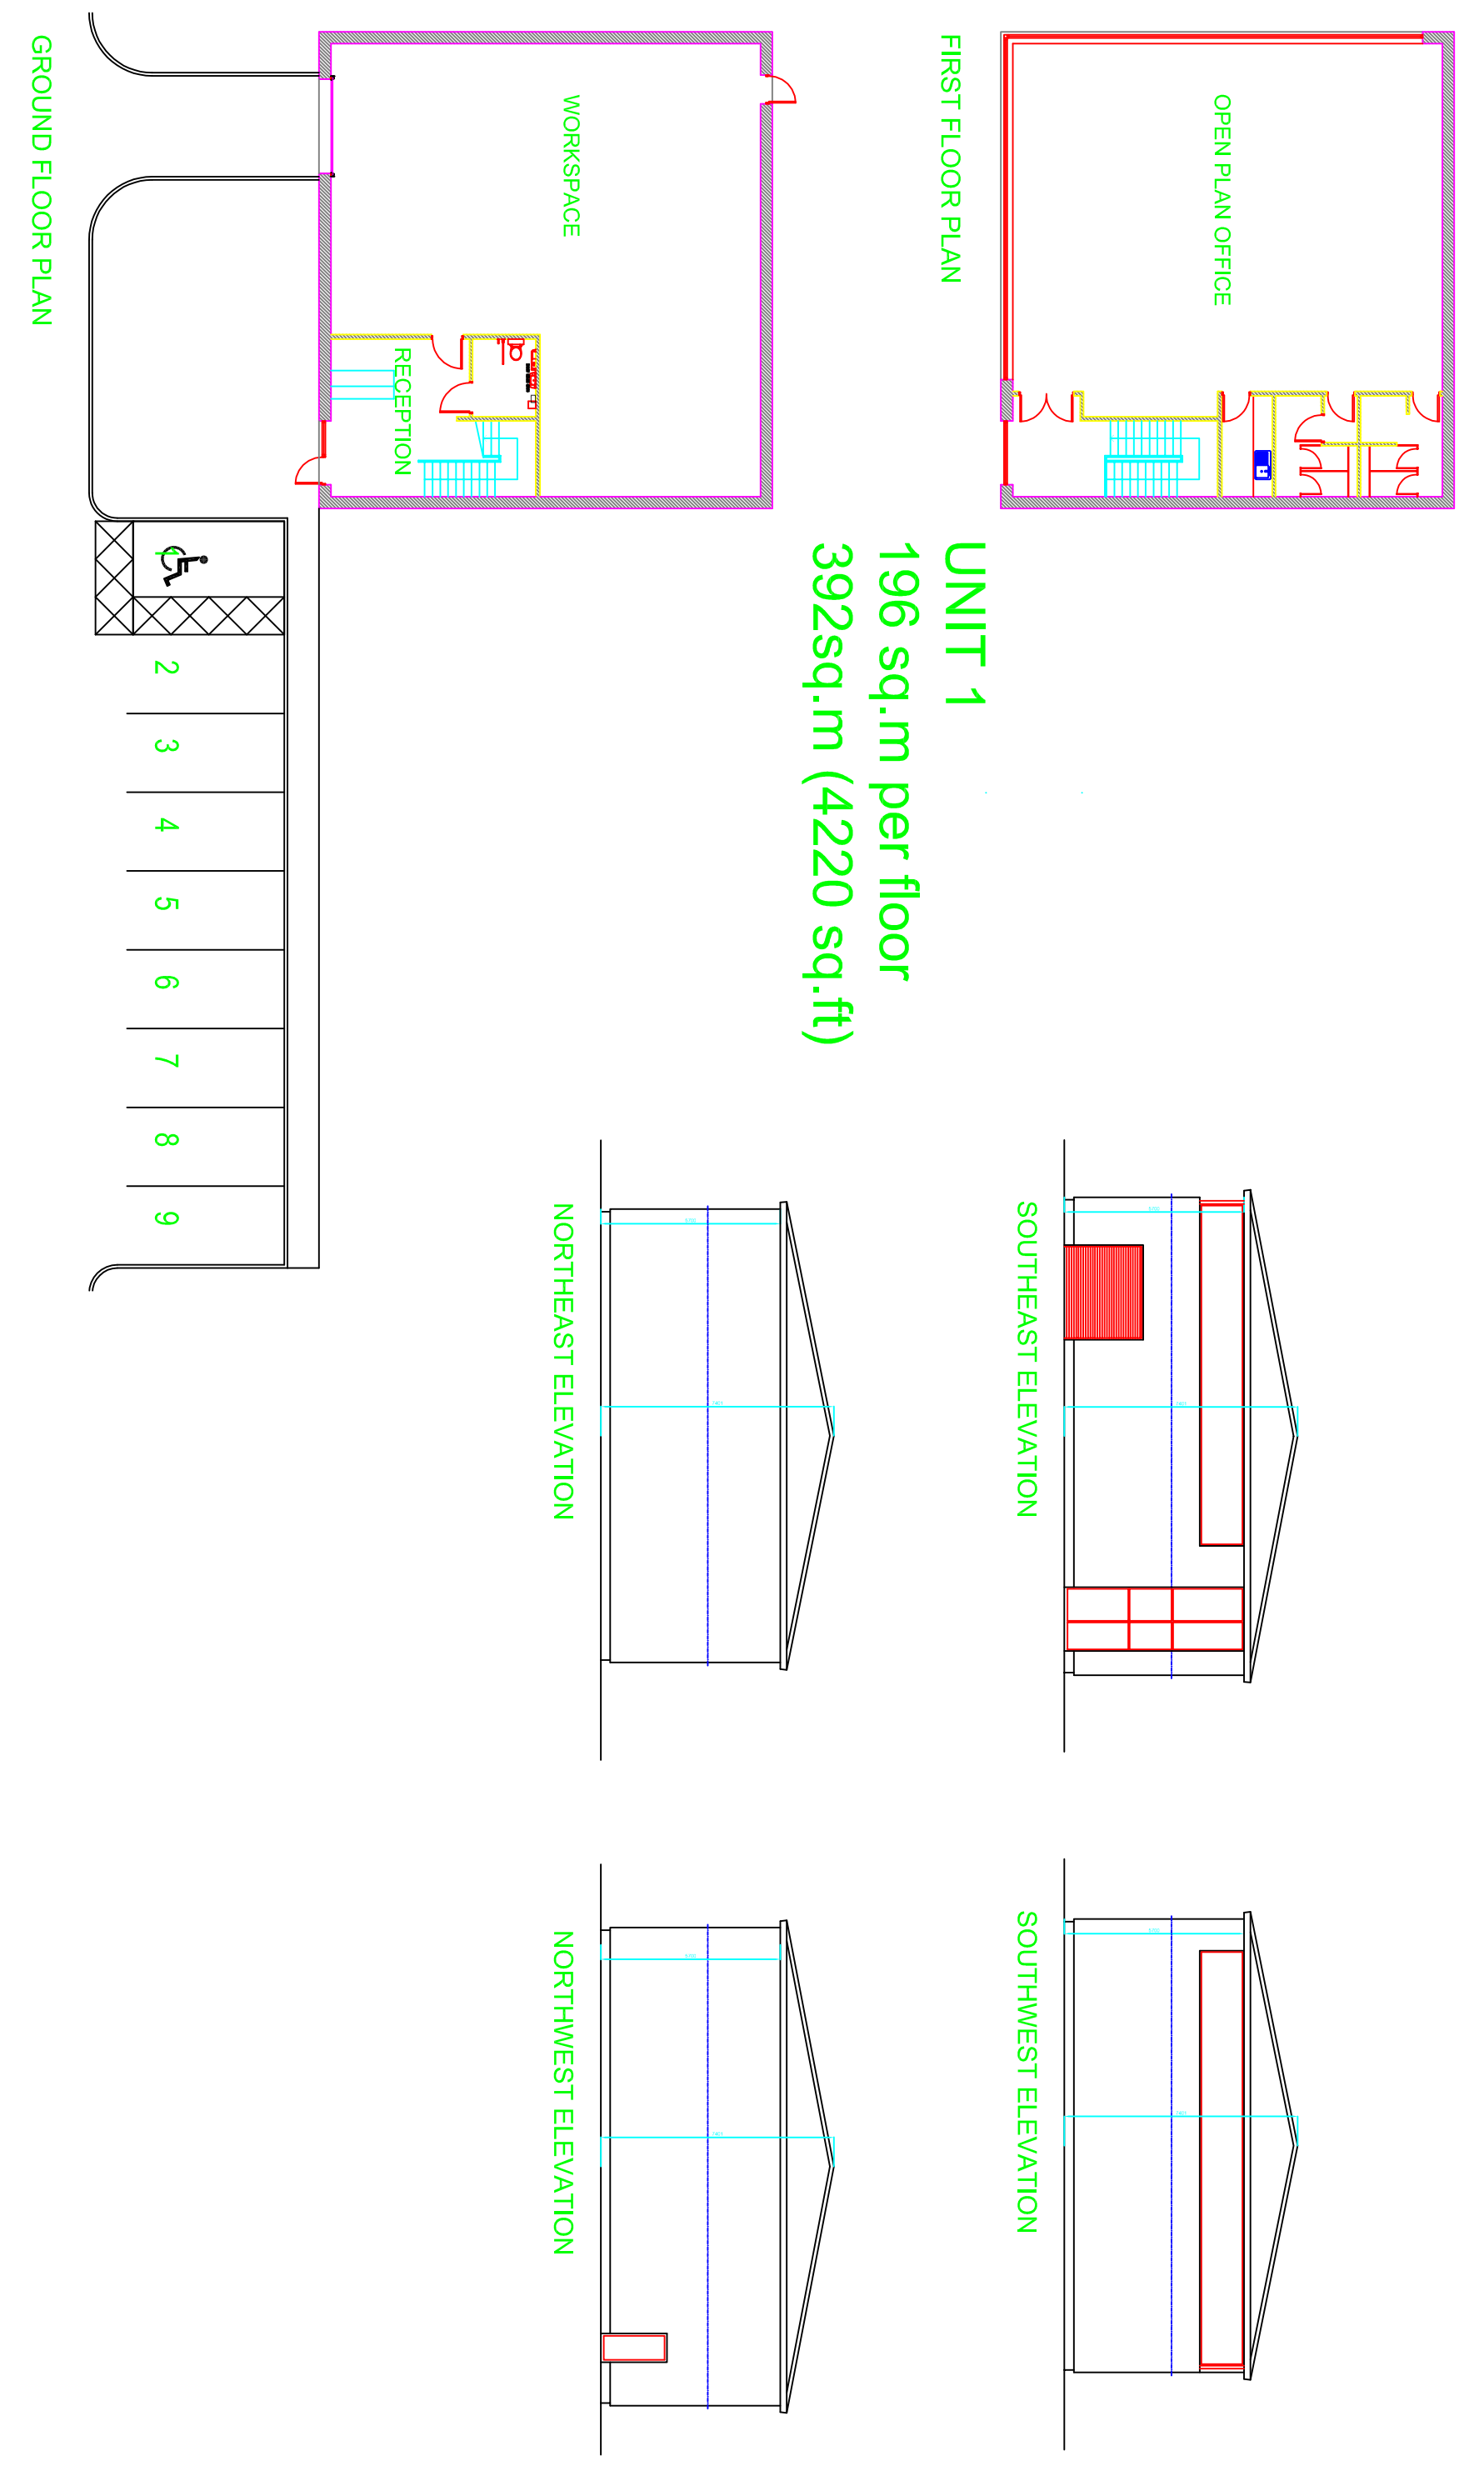 FIRST FLOOR PLAN
OPEN PLAN OFFICE
GROUND FLOOR PLAN
WORKSPACE
RECEPTION
UNIT 1
196 sq.m per floor
392sq.m (4220 sq.ft)
1
2
3
4
5
6
7
8
9
SOUTHEAST ELEVATION
SOUTHWEST ELEVATION
NORTHEAST ELEVATION
NORTHWEST ELEVATION